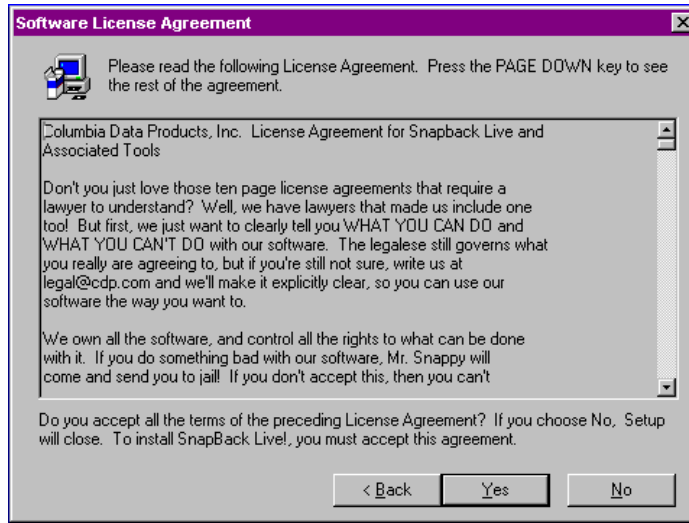 Software License Agreement
Please read the following License Agreement. Press the PAGE DOWN key to see
the rest of the agreement.
Columbia Data Products, Inc. License Agreement for Snapback Live and
Associated Tools
Don't you just love those ten page license agreements that require a
lawyer to understand? Well, we have lawyers that made us include one
too! But first, we just want to clearly tell you WHAT YOU CAN DO and
WHAT YOU CAN'T DO with our software. The legalese still governs what
you really are agreeing to, but if you're still not sure, write us at
legal@cdp.com and we'll make it explicitly clear, so you can use our
software the way you want to.
We own all the software, and control all the rights to what can be done
with it. If you do something bad with our software, Mr. Snappy will
come and send you to jail! If you don't accept this, then you can't
Do you accept all the terms of the preceding License Agreement? If you choose No, Setup
will close. To install SnapBack Live!, you must accept this agreement.
< Back Yes No